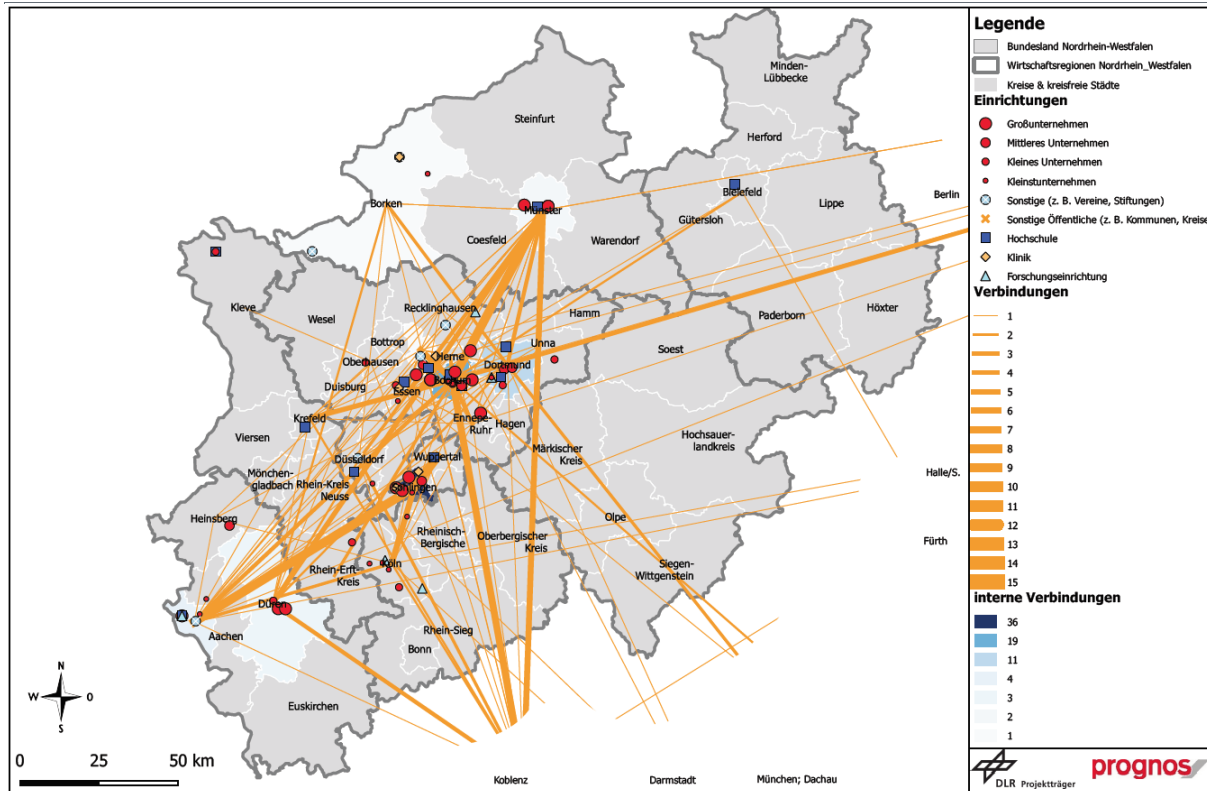 Minden-
Lübbecke
Steinfurt
Herford
Bielefeld
Lippe
Berlin
Borken
Münster
Gütersloh
Coesfeld
Warendorf
Kleve
Wesel
Recklinghausen
Hamm
Paderborn
Höxter
Bottrop
Unna
Soest
Oberhausen
Herne
Dortmund
Duisburg
Essen
Bochum
Krefeld
Ennepe-
Ruhr
Hagen
Viersen
Hochsauer-
landkreis
Märkischer
Kreis
Düsseldorf
Wuppertal
Mönchen-
gladbach
Rhein-Kreis
Neuss
Solingen
Halle/S.
Heinsberg
Olpe
Rheinisch-
Bergische
Oberbergischer
Kreis
Fürth
Köln
Rhein-Erft-
Kreis
Siegen-
Wittgenstein
Düren
Aachen
Rhein-Sieg
Bonn
Euskirchen
N
W
O
S
0 25 50 km
Koblenz
Darmstadt
München; Dachau
Legende
Bundesland Nordrhein-Westfalen
Wirtschaftsregionen Nordrhein_Westfalen
Kreise & kreisfreie Städte
Einrichtungen
Großunternehmen
Mittleres Unternehmen
Kleines Unternehmen
Kleinstunternehmen
Sonstige (z. B. Vereine, Stiftungen)
Sonstige Öffentliche (z. B. Kommunen, Kreise
Hochschule
Klinik
Forschungseinrichtung
Verbindungen
1
2
3
4
5
6
7
8
9
10
11
12
13
14
15
interne Verbindungen
36
19
11
4
3
2
1
DLR Projektträger
prognos